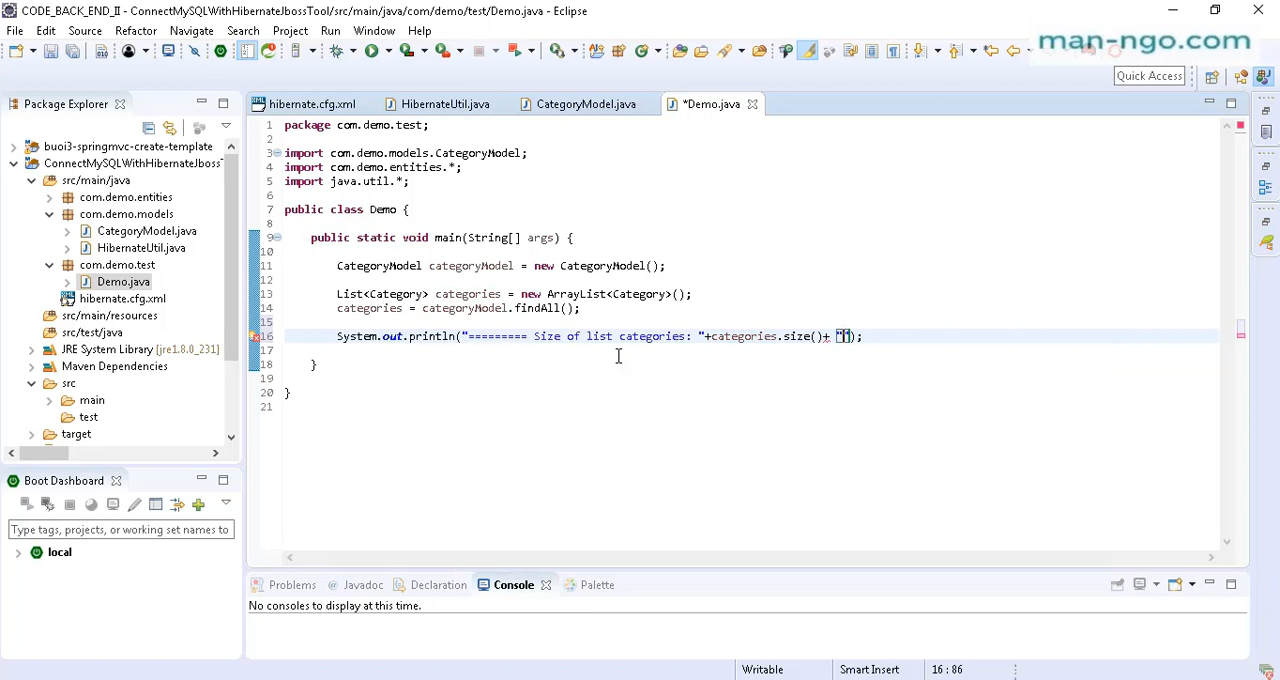 CODE_BACK_END_II - ConnectMySQLWithHibernateJbossTool/src/main/java/com/demo/test/Demo.java - Eclipse
File Edit Source Refactor Navigate Search Project Run Window Help
man-ngo.com
Quick Access
Package Explorer
hibernate.cfg.xml
HibernateUtil.java
CategoryModel.java
*Demo.java
buoi3-springmvc-create-template
ConnectMySQLWithHibernateJbossT
src/main/java
com.demo.entities
com.demo.models
CategoryModel.java
HibernateUtil.java
com.demo.test
Demo.java
hibernate.cfg.xml
src/main/resources
src/test/java
JRE System Library [jre1.8.0_231]
Maven Dependencies
src
main
test
target
1 package com.demo.test;
2
3 import com.demo.models.CategoryModel;
4 import com.demo.entities.*;
5 import java.util.*;
6
7 public class Demo {
8
9 public static void main(String[] args) {
10
11 CategoryModel categoryModel = new CategoryModel();
12
13 List<Category> categories = new ArrayList<Category>();
14 categories = categoryModel.findAll();
15
16 System.out.println("========= Size of list categories: "+categories.size()+ "");
17
18 }
19
20 }
21
Boot Dashboard
Type tags, projects, or working set names to
local
Problems Javadoc Declaration Console Palette
No consoles to display at this time.
Writable Smart Insert 16 : 86